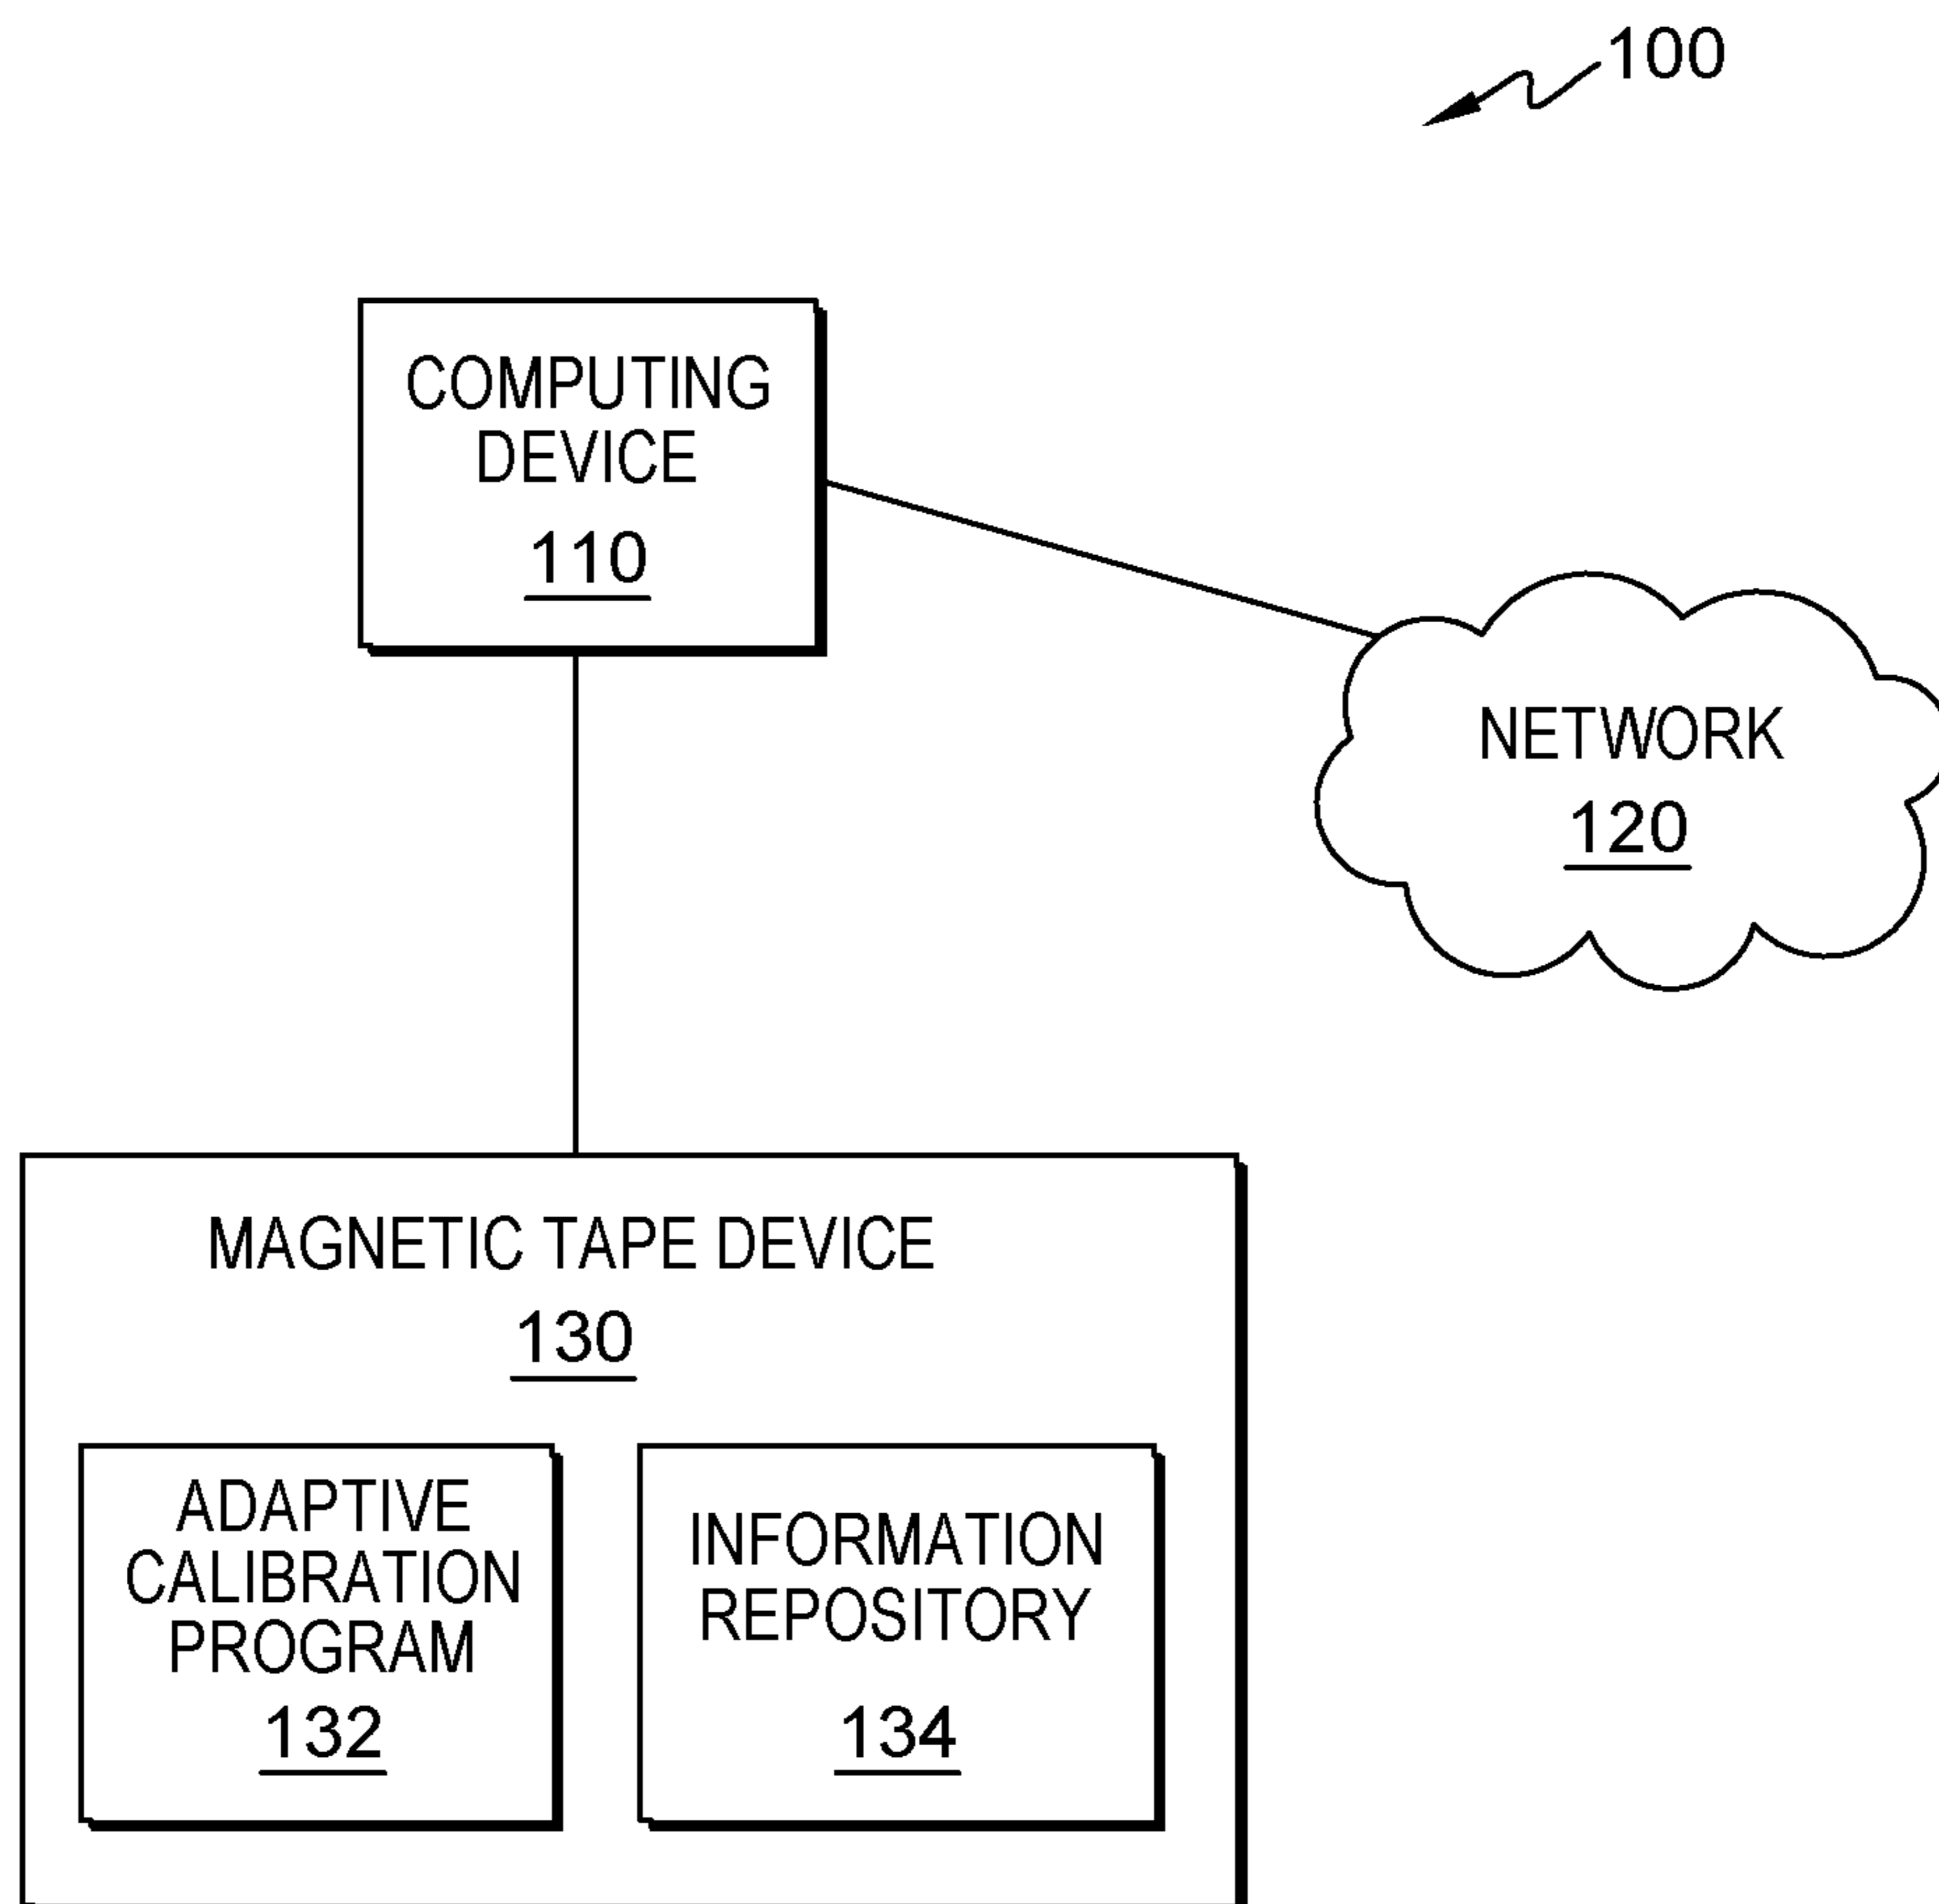 100
COMPUTING
DEVICE
110
NETWORK
120
MAGNETIC TAPE DEVICE
130
ADAPTIVE
CALIBRATION
PROGRAM
132
INFORMATION
REPOSITORY
134